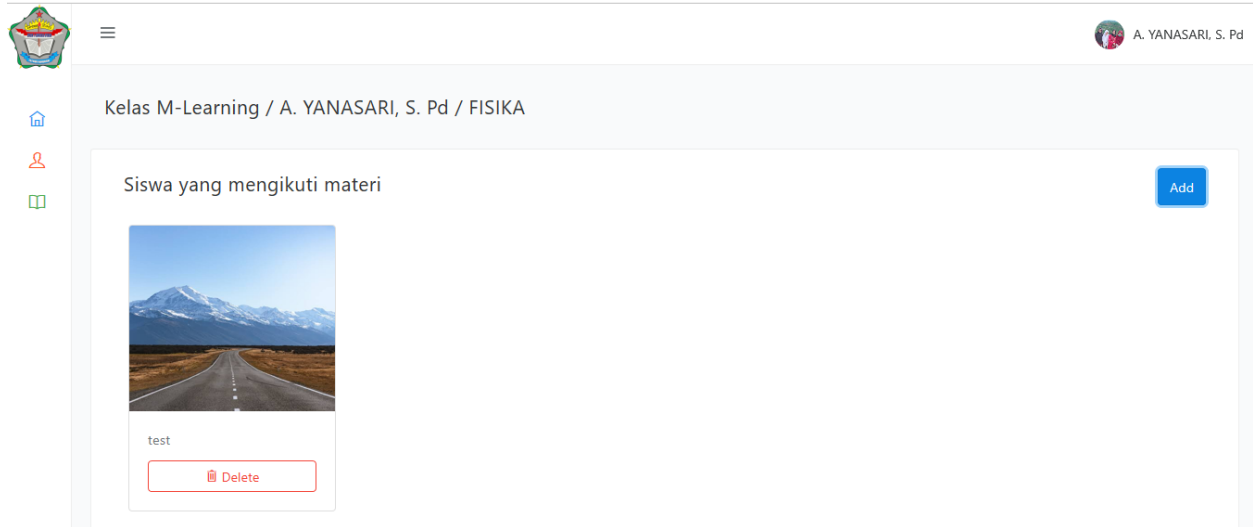 A. YANASARI, S. Pd
Kelas M-Learning / A. YANASARI, S. Pd / FISIKA
Siswa yang mengikuti materi
Add
test
Delete